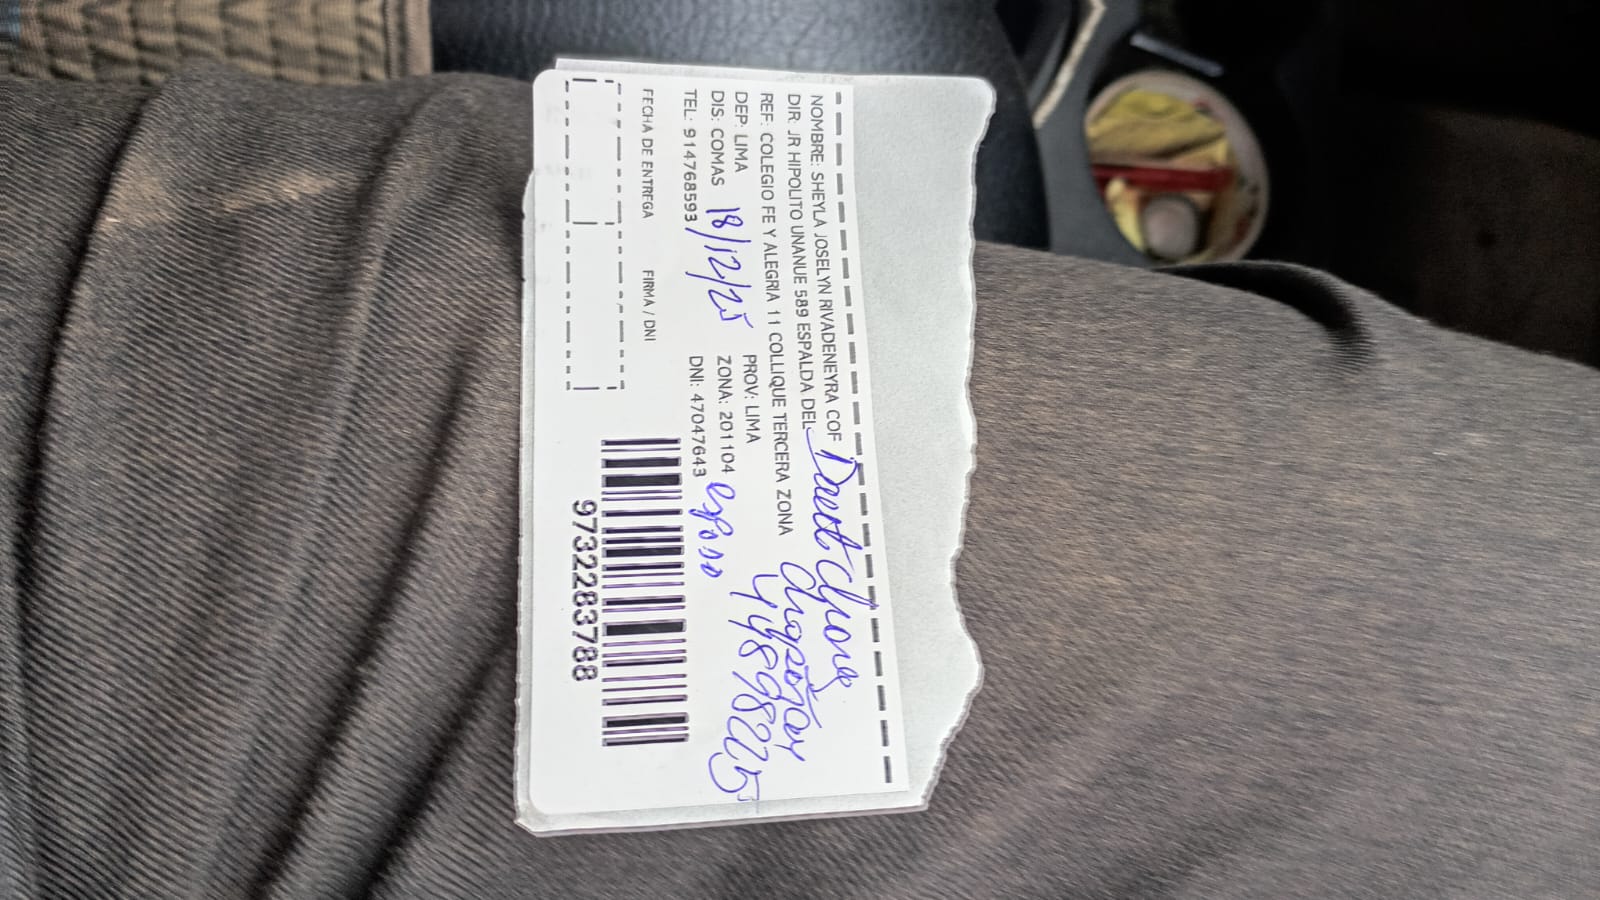 NOMBRE: SHEYLA JOSELYN RIVADENEYRA COF
DIR: JR HIPOLITO UNANUE 589 ESPALDA DEL
REF: COLEGIO FE Y ALEGRIA 11 COLLIQUE TERCERA ZONA
DEP: LIMA PROV: LIMA
DIS: COMAS 18/12/25 ZONA: 201104 esposo
TEL: 914768593 DNI: 47047643
44898225
FECHA DE ENTREGA FIRMA / DNI
9732283788